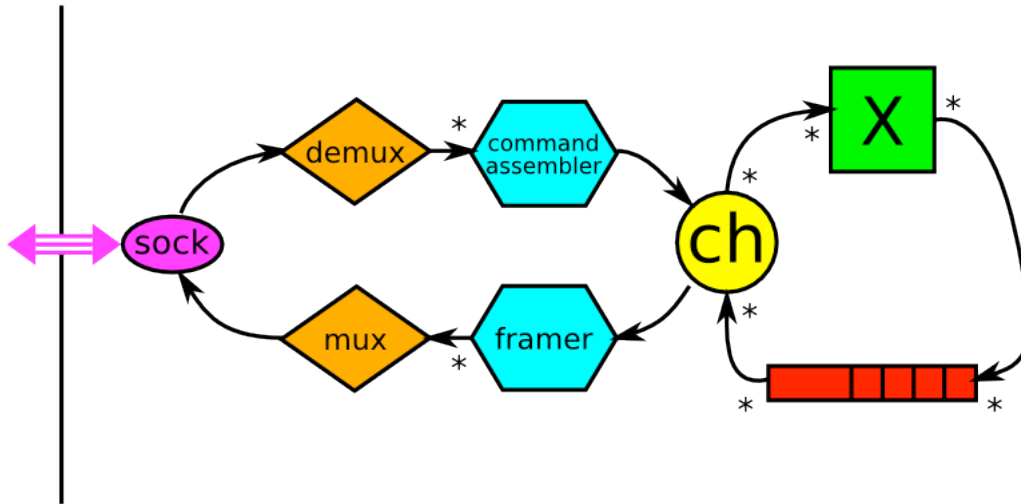 *
X
*
demux
*
command
assembler
*
*
sock
ch
mux
*
framer
*
*
*